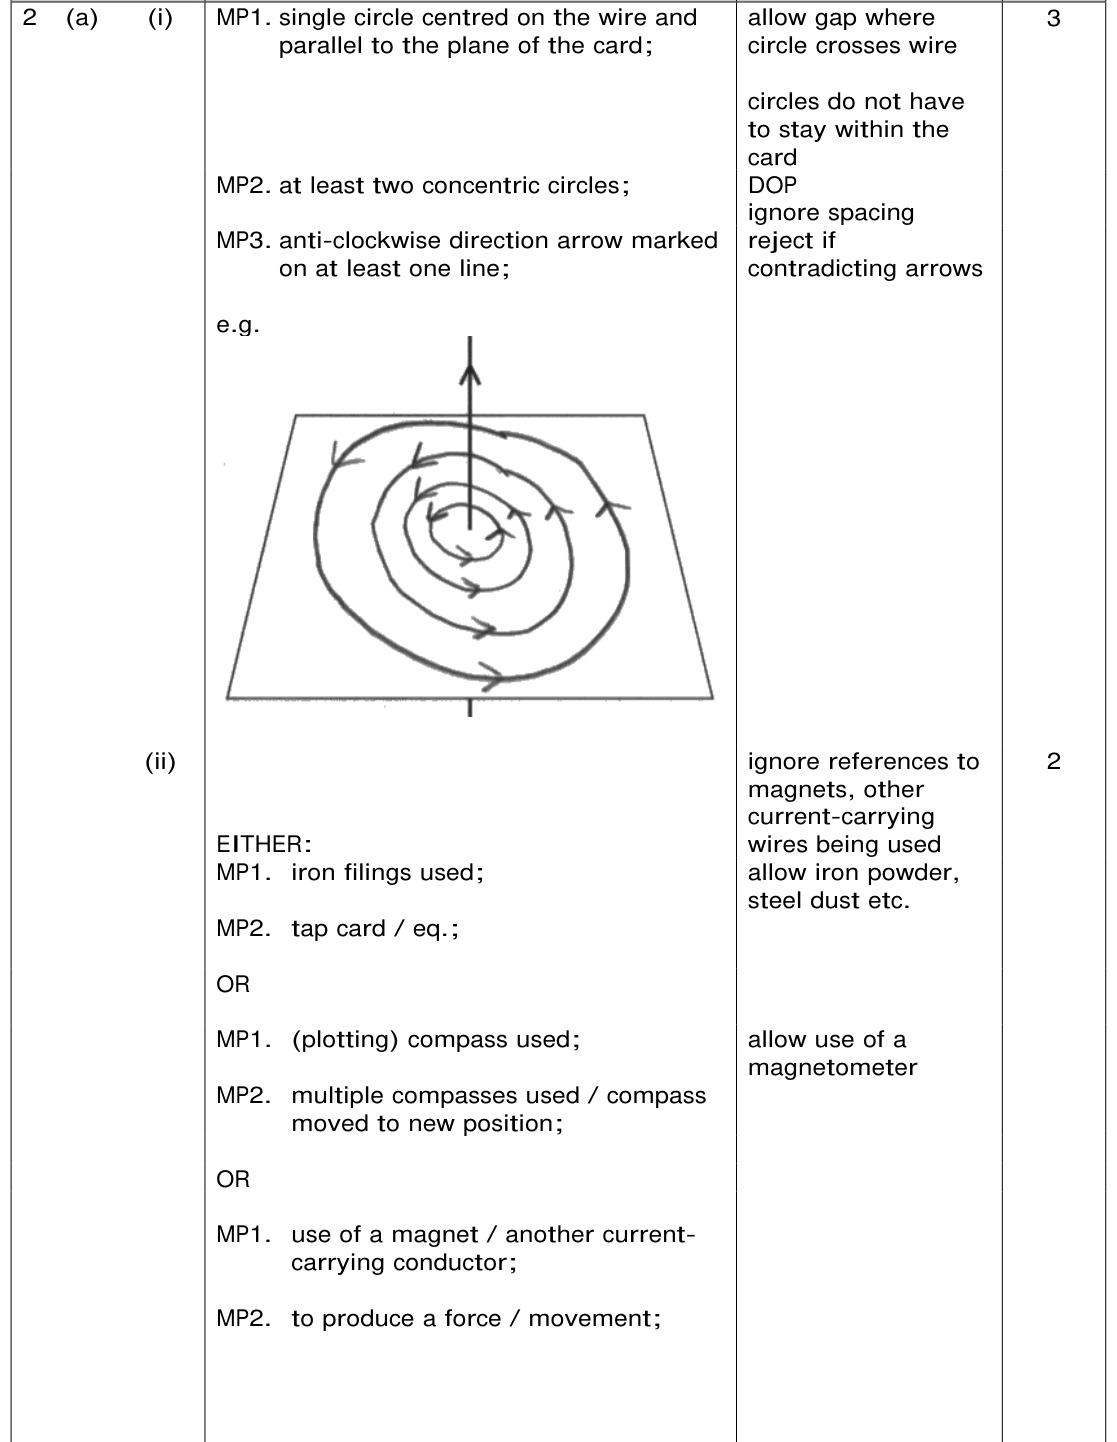 2 (a) (i) MP1. single circle centred on the wire and allow gap where 3
parallel to the plane of the card; circle crosses wire
circles do not have
to stay within the
card
MP2. at least two concentric circles; DOP
ignore spacing
MP3. anti-clockwise direction arrow marked reject if
on at least one line; contradicting arrows
e.g.
(ii) ignore references to 2
magnets, other
current-carrying
EITHER: wires being used
MP1. iron filings used; allow iron powder,
steel dust etc.
MP2. tap card / eq.;
OR
MP1. (plotting) compass used; allow use of a
magnetometer
MP2. multiple compasses used / compass
moved to new position;
OR
MP1. use of a magnet / another current-
carrying conductor;
MP2. to produce a force / movement;